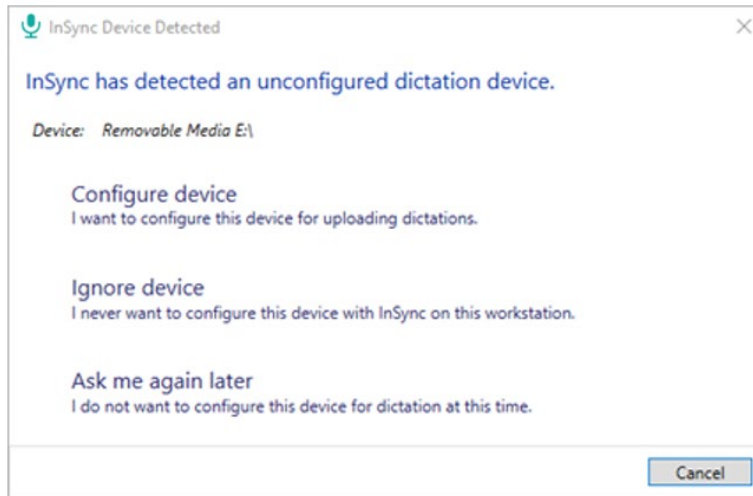 InSync Device Detected
InSync has detected an unconfigured dictation device.
Device: Removable Media E:\
Configure device
I want to configure this device for uploading dictations.
Ignore device
I never want to configure this device with InSync on this workstation.
Ask me again later
I do not want to configure this device for dictation at this time.
Cancel